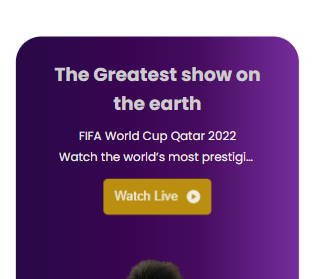 The Greatest show on
the earth
FIFA World Cup Qatar 2022
Watch the world's most prestigi...
Watch Live